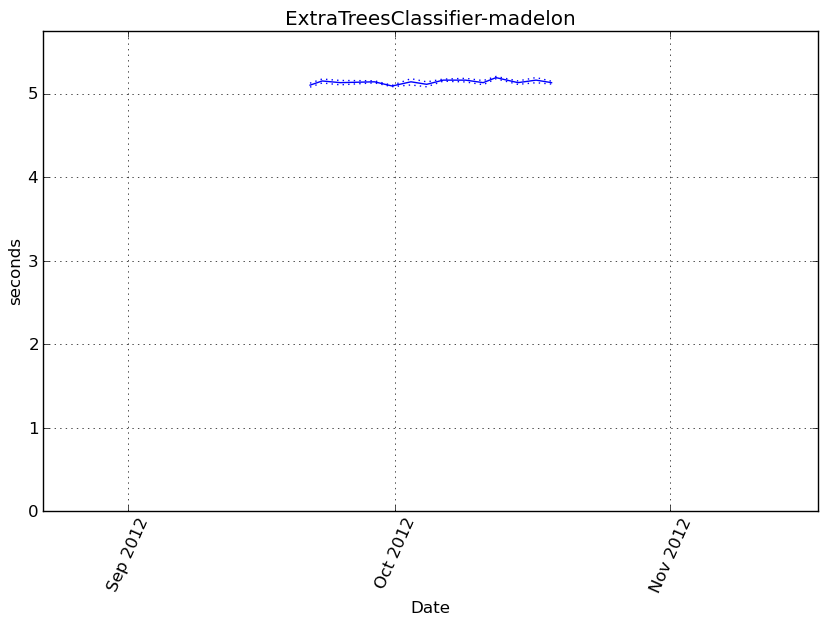 ExtraTreesClassifier-madelon
seconds
5
4
3
2
1
0
Sep 2012
Oct 2012
Nov 2012
Date